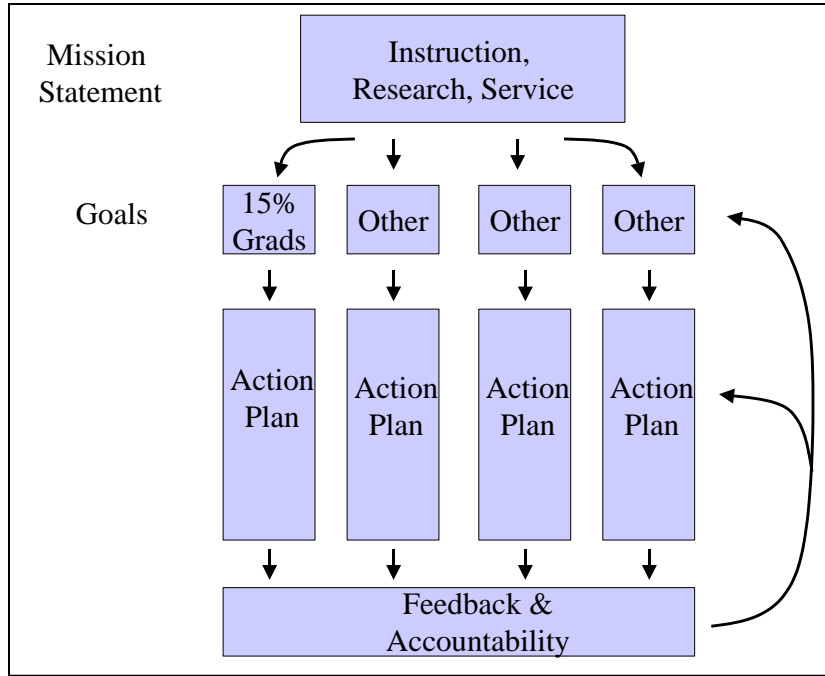 Mission
Statement
Instruction,
Research, Service
Goals
15%
Grads
Other
Other
Other
Action
Plan
Action
Plan
Action
Plan
Action
Plan
Feedback &
Accountability